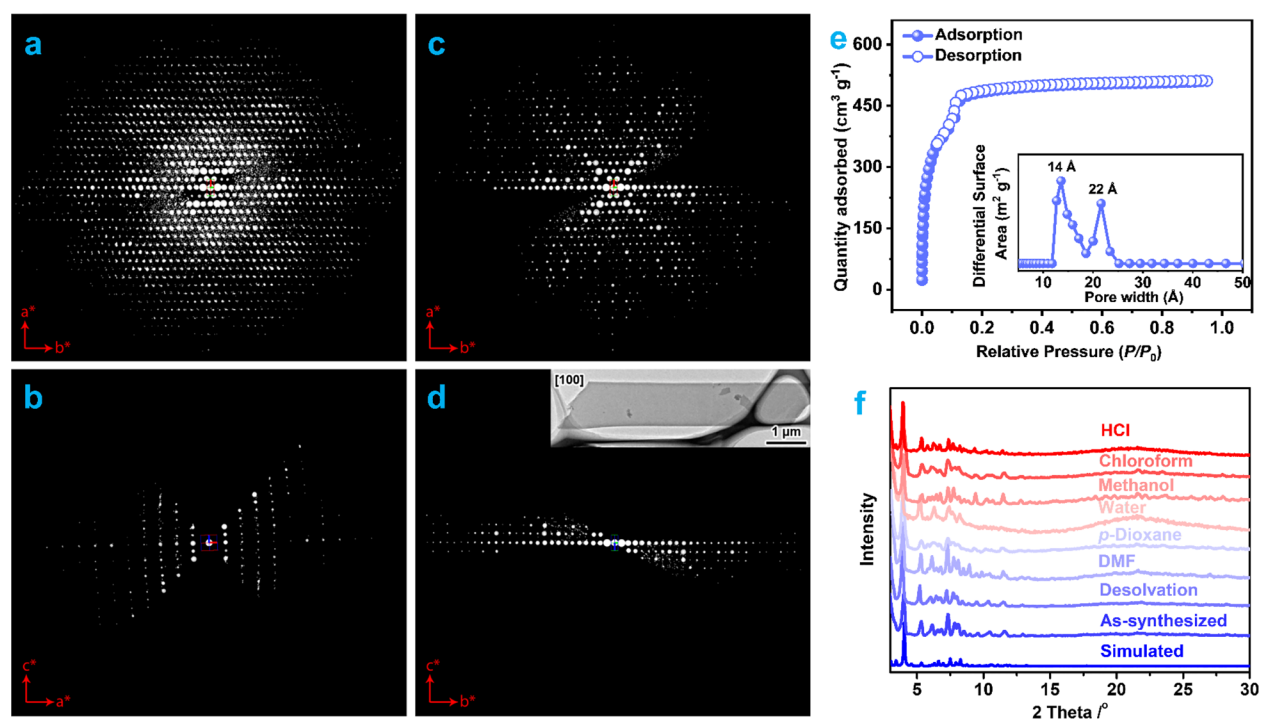 a
a*
b*
c
a*
b*
e
Adsorption
Desorption
Quantity adsorbed (cm³ g⁻¹)
600
450
300
150
0
0.0 0.2 0.4 0.6 0.8 1.0
Relative Pressure (P/P₀)
Differential Surface
Area (m² g⁻¹)
14 Å
22 Å
10 20 30 40 50
Pore width (Å)
b
c*
a*
d
[100]
1 µm
c*
b*
f
Intensity
HCl
Chloroform
Methanol
Water
p-Dioxane
DMF
Desolvation
As-synthesized
Simulated
5 10 15 20 25 30
2 Theta /°